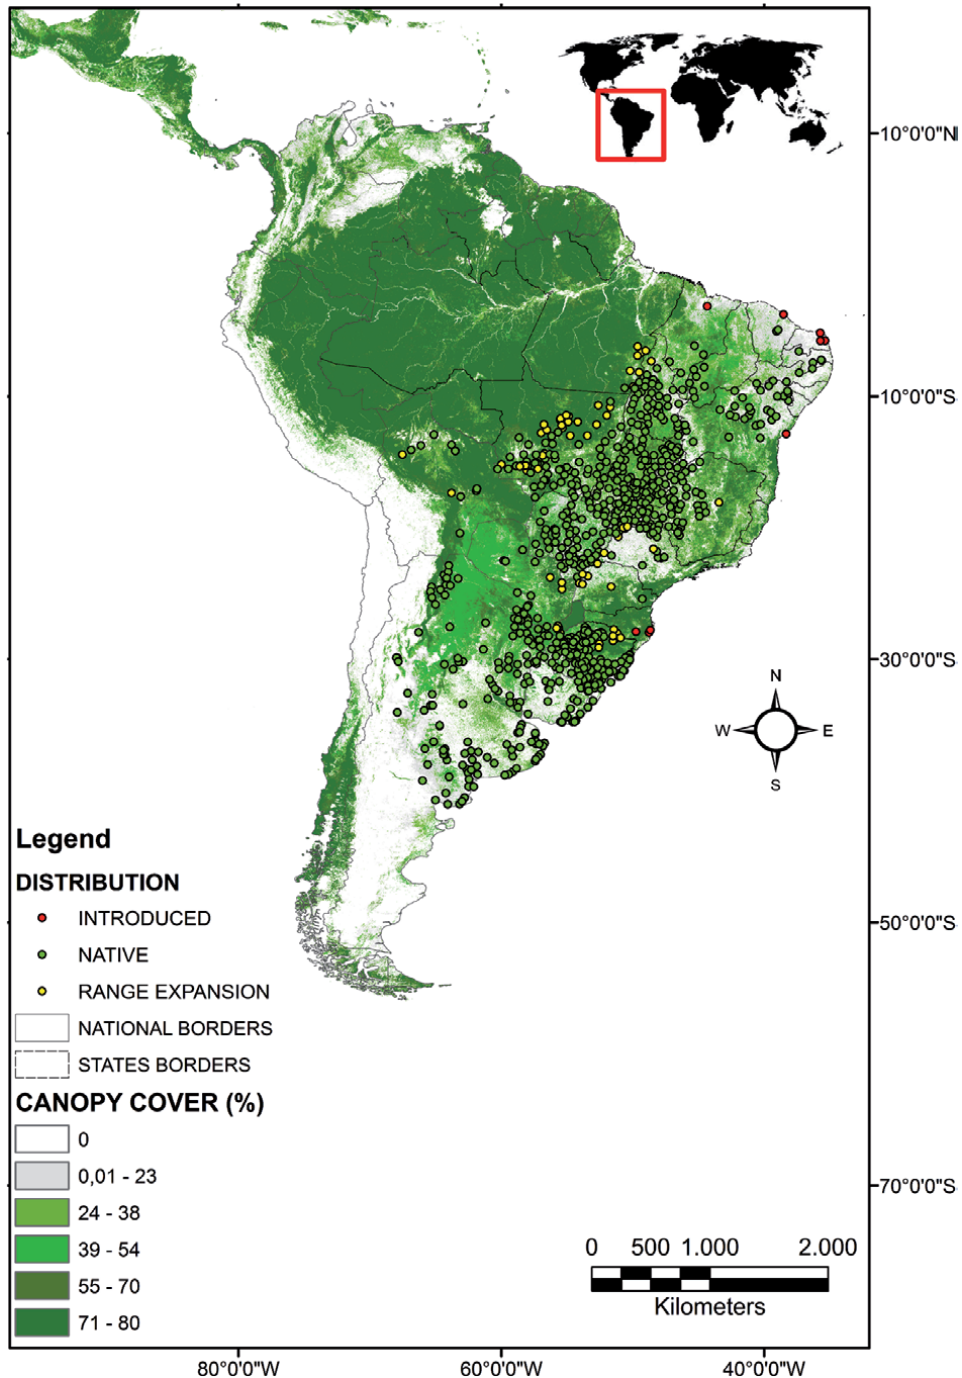 10°0'0"N
10°0'0"S
30°0'0"S
N
W
E
S
Legend
DISTRIBUTION
INTRODUCED
NATIVE
RANGE EXPANSION
NATIONAL BORDERS
STATES BORDERS
CANOPY COVER (%)
0
0,01 - 23
24 - 38
39 - 54
55 - 70
71 - 80
50°0'0"S
70°0'0"S
0 500 1.000 2.000
Kilometers
80°0'0"W 60°0'0"W 40°0'0"W